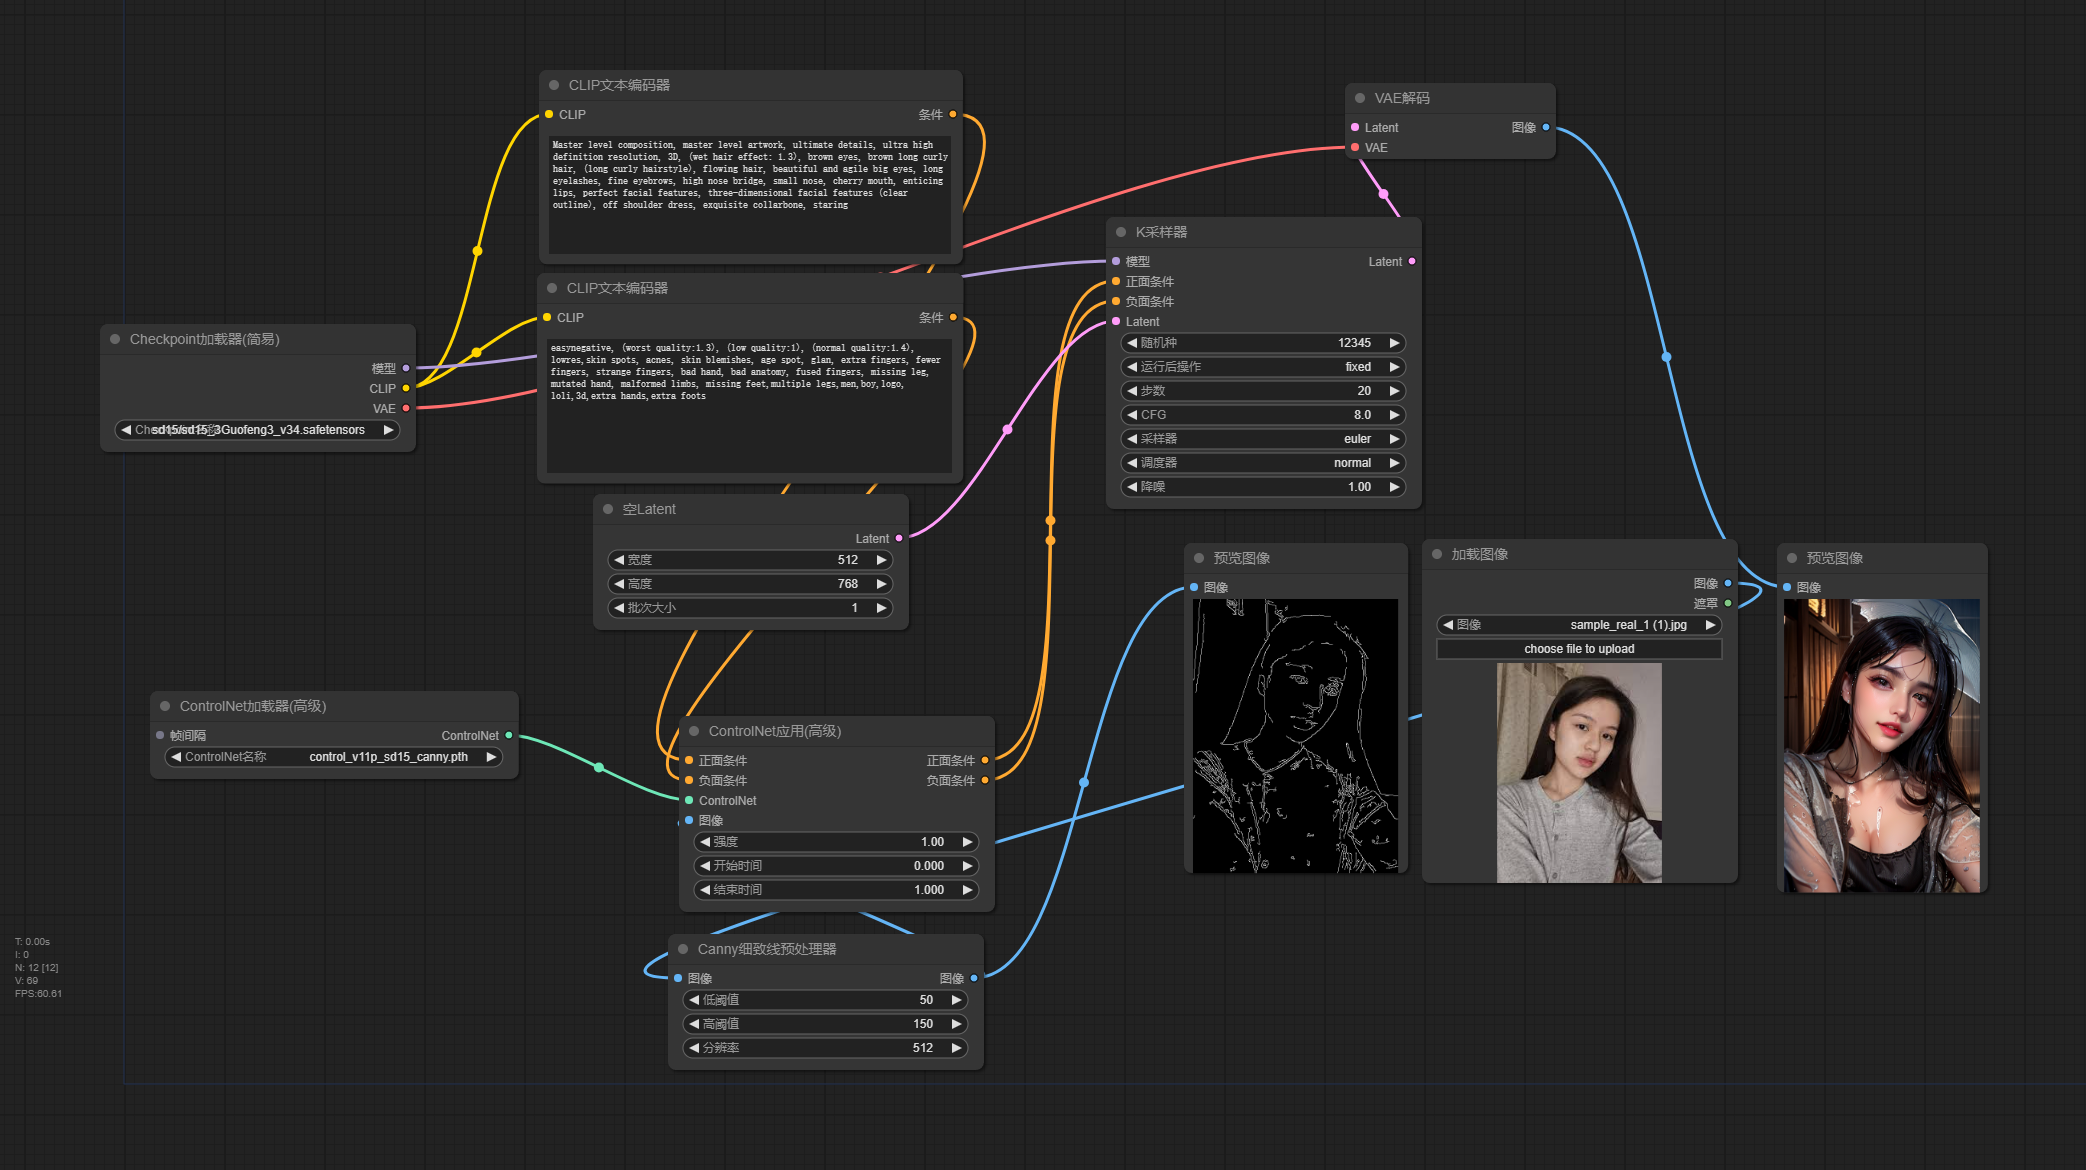 CLIP文本编码器
CLIP
条件
Master level composition, master level artwork, ultimate details, ultra high
definition resolution, 3D, (wet hair effect: 1.3), brown eyes, brown long curly
hair, (long curly hairstyle), flowing hair, beautiful and agile big eyes, long
eyelashes, fine eyebrows, high nose bridge, small nose, cherry mouth, enticing
lips, perfect facial features, three-dimensional facial features (clear
outline), off shoulder dress, exquisite collarbone, staring
CLIP文本编码器
CLIP
条件
easynegative, (worst quality:1.3), (low quality:1), (normal quality:1.4),
lowres,skin spots, acnes, skin blemishes, age spot, glan, extra fingers, fewer
fingers, strange fingers, bad hand, bad anatomy, fused fingers, missing leg,
mutated hand, malformed limbs, missing feet,multiple legs,men,boy,logo,
loli,3d,extra hands,extra foots
Checkpoint加载器(简易)
模型
CLIP
VAE
sd15/sd15_3Guofeng3_v34.safetensors
空Latent
Latent
宽度 512
高度 768
批次大小 1
VAE解码
Latent 图像
VAE
K采样器
模型 Latent
正面条件
负面条件
Latent
随机种 12345
运行后操作 fixed
步数 20
CFG 8.0
采样器 euler
调度器 normal
降噪 1.00
ControlNet加载器(高级)
帧间隔 ControlNet
ControlNet名称 control_v11p_sd15_canny.pth
ControlNet应用(高级)
正面条件 正面条件
负面条件 负面条件
ControlNet
图像
强度 1.00
开始时间 0.000
结束时间 1.000
Canny细致线预处理器
图像 图像
低阈值 50
高阈值 150
分辨率 512
预览图像
图像
加载图像
图像
遮罩
图像 sample_real_1 (1).jpg
choose file to upload
预览图像
图像
T: 0.00s
I: 0
N: 12 [12]
V: 69
FPS:60.61